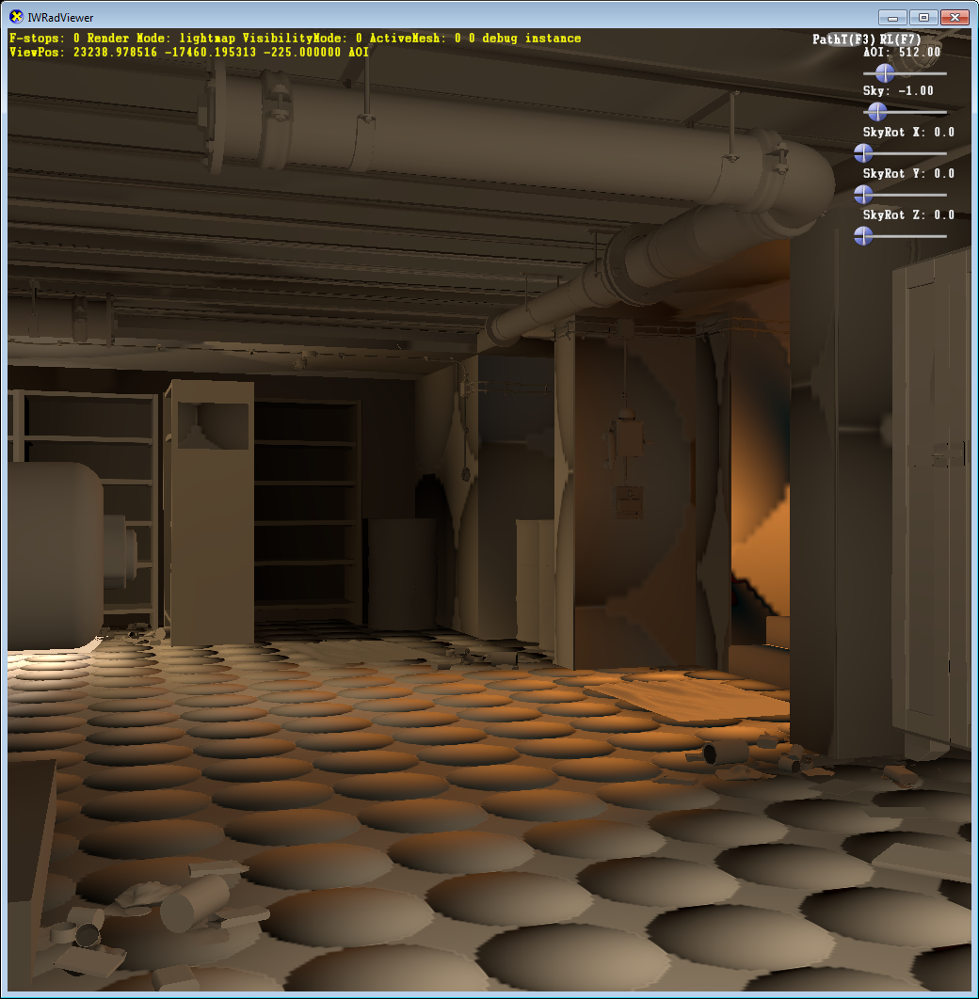 IWRadViewer
F-stops: 0 Render Mode: lightmap VisibilityMode: 0 ActiveMesh: 0 0 debug instance
ViewPos: 23238.978516 -17460.195313 -225.000000 AOI
PathT(F3) RL(F7)
AOI: 512.00
Sky: -1.00
SkyRot X: 0.0
SkyRot Y: 0.0
SkyRot Z: 0.0